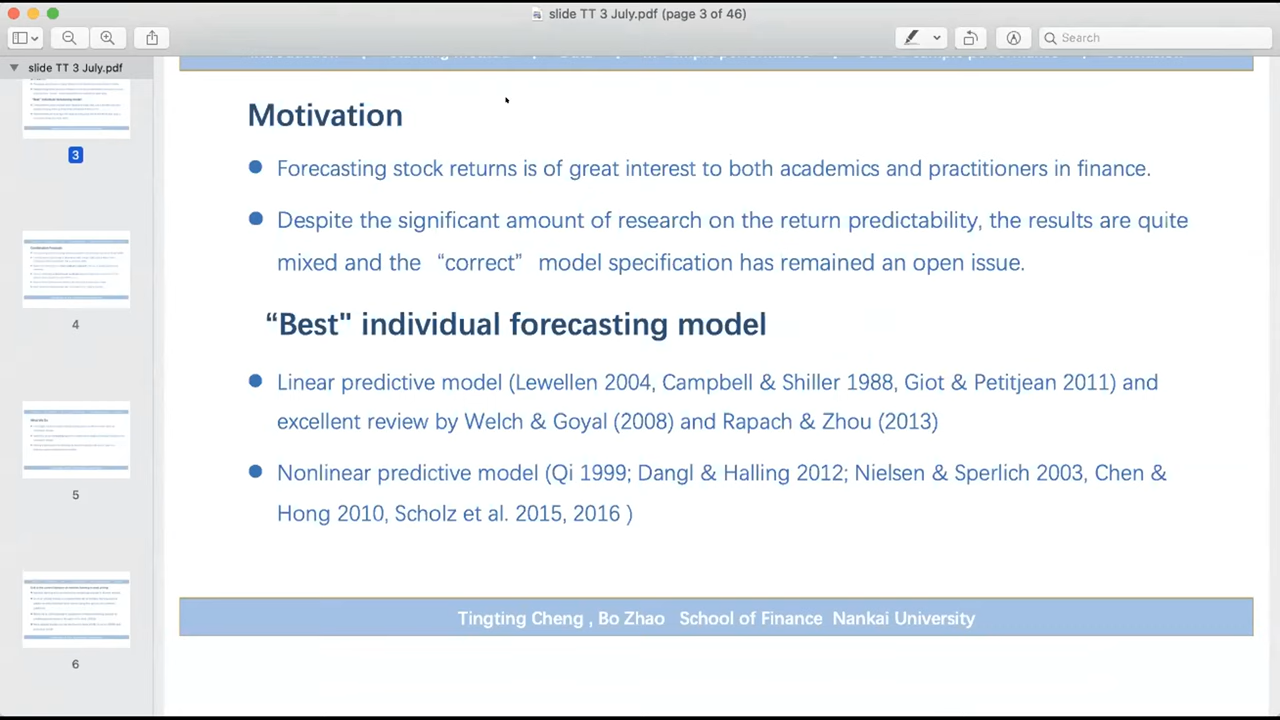 slide TT 3 July.pdf (page 3 of 46)
Search
slide TT 3 July.pdf
3
4
5
6
Motivation
Forecasting stock returns is of great interest to both academics and practitioners in finance.
Despite the significant amount of research on the return predictability, the results are quite
mixed and the “correct” model specification has remained an open issue.
“Best" individual forecasting model
Linear predictive model (Lewellen 2004, Campbell & Shiller 1988, Giot & Petitjean 2011) and
excellent review by Welch & Goyal (2008) and Rapach & Zhou (2013)
Nonlinear predictive model (Qi 1999; Dangl & Halling 2012; Nielsen & Sperlich 2003, Chen &
Hong 2010, Scholz et al. 2015, 2016 )
Tingting Cheng , Bo Zhao School of Finance Nankai University